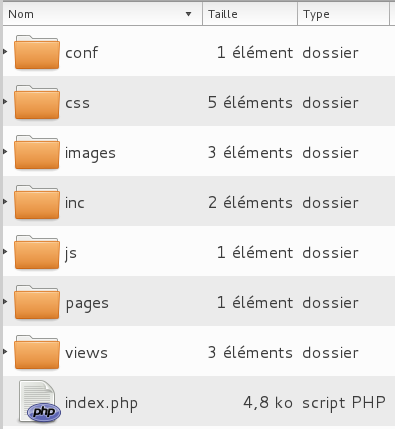 Nom Taille Type
conf 1 élément dossier
css 5 éléments dossier
images 3 éléments dossier
inc 2 éléments dossier
js 1 élément dossier
pages 1 élément dossier
views 3 éléments dossier
php index.php 4,8 ko script PHP